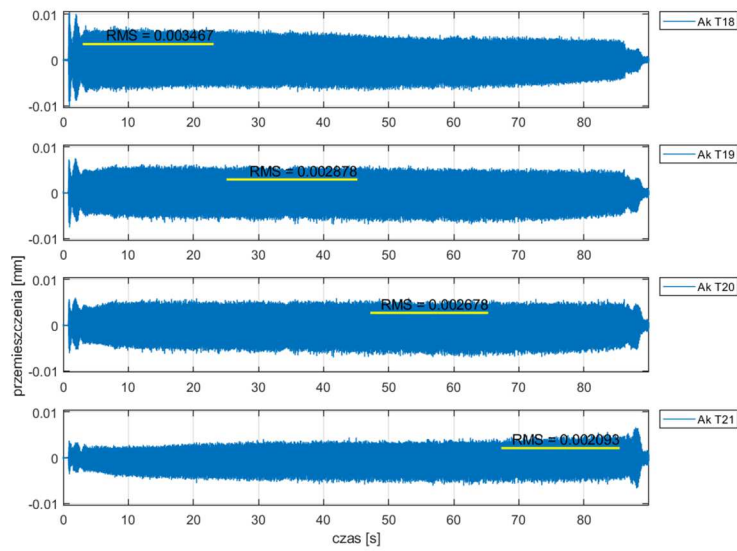 0.01
0
-0.01
RMS = 0.003467
Ak T18
0 10 20 30 40 50 60 70 80
0.01
0
-0.01
RMS = 0.002878
Ak T19
0 10 20 30 40 50 60 70 80
0.01
0
-0.01
RMS = 0.002678
Ak T20
0 10 20 30 40 50 60 70 80
przemieszczenia [mm]
0.01
0
-0.01
RMS = 0.002093
Ak T21
0 10 20 30 40 50 60 70 80
czas [s]